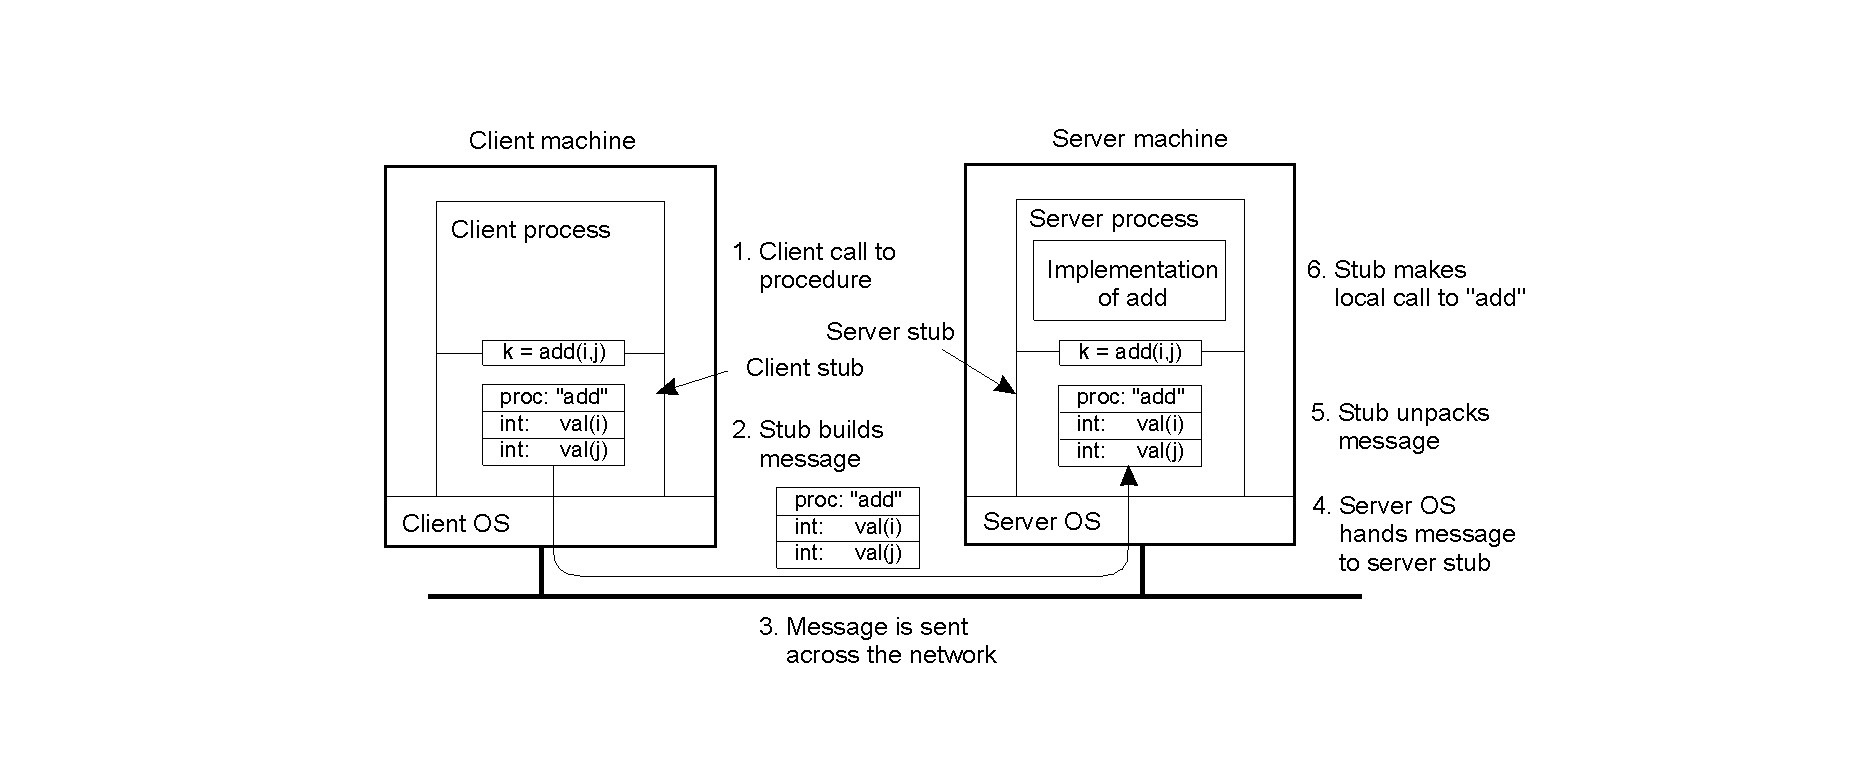 Client machine
Client process
k = add(i,j)
proc: "add"
int: val(i)
int: val(j)
Client OS
1. Client call to
procedure
Client stub
2. Stub builds
message
proc: "add"
int: val(i)
int: val(j)
3. Message is sent
across the network
Server machine
Server process
Implementation
of add
Server stub
k = add(i,j)
proc: "add"
int: val(i)
int: val(j)
Server OS
6. Stub makes
local call to "add"
5. Stub unpacks
message
4. Server OS
hands message
to server stub